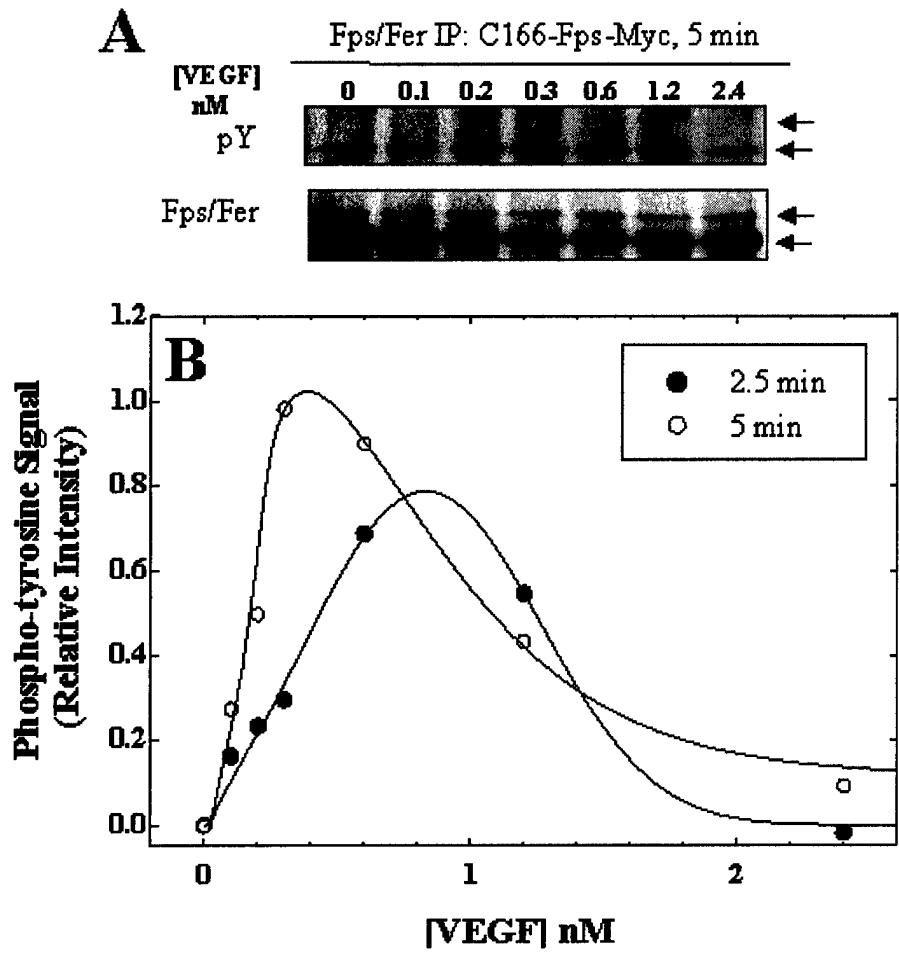 A
Fps/Fer IP: C166-Fps-Myc, 5 min
[VEGF] nM 0 0.1 0.2 0.3 0.6 1.2 2.4
pY
Fps/Fer
B
2.5 min
5 min
1.2
1.0
0.8
0.6
0.4
0.2
0.0
Phospho-tyrosine Signal
(Relative Intensity)
0 1 2
[VEGF] nM